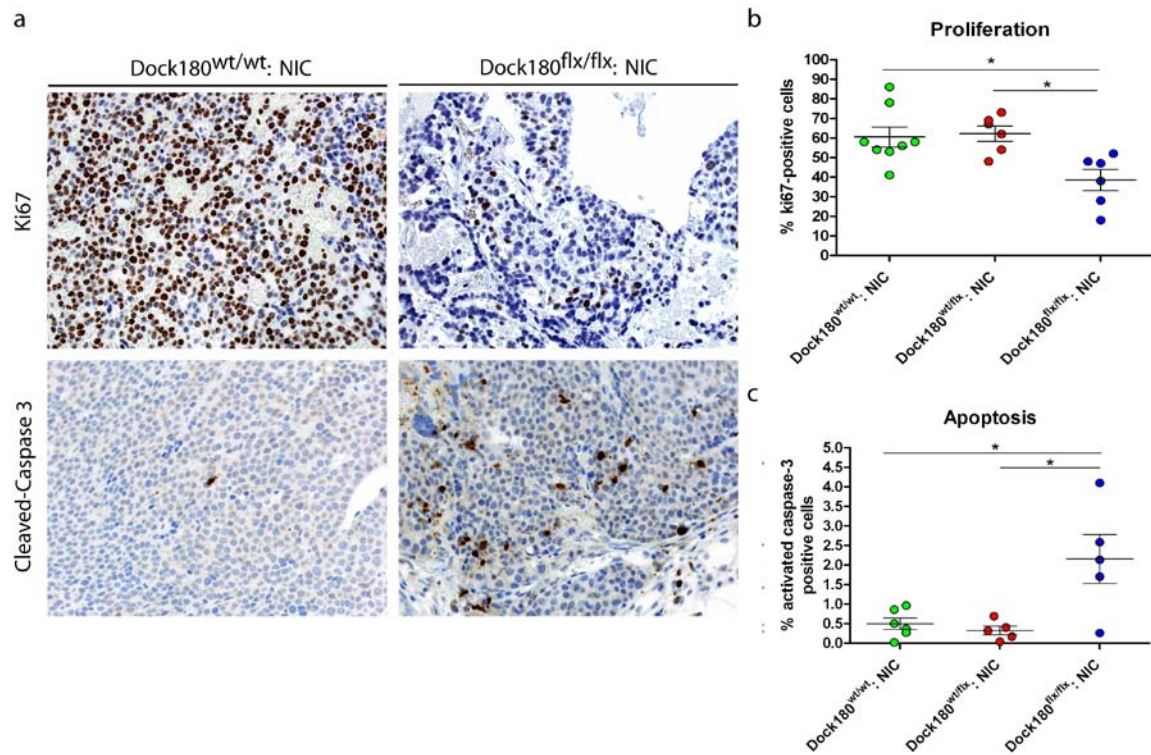 a
Dock180wt/wt: NIC
Dock180flx/flx: NIC
Ki67
Cleaved-Caspase 3
b
Proliferation
*
*
% ki67-positive cells
100
90
80
70
60
50
40
30
20
10
0
Dock180wt/wt: NIC
Dock180wt/flx: NIC
Dock180flx/flx: NIC
c
Apoptosis
*
*
% activated caspase-3
positive cells
5.0
4.5
4.0
3.5
3.0
2.5
2.0
1.5
1.0
0.5
0.0
Dock180wt/wt: NIC
Dock180wt/flx: NIC
Dock180flx/flx: NIC